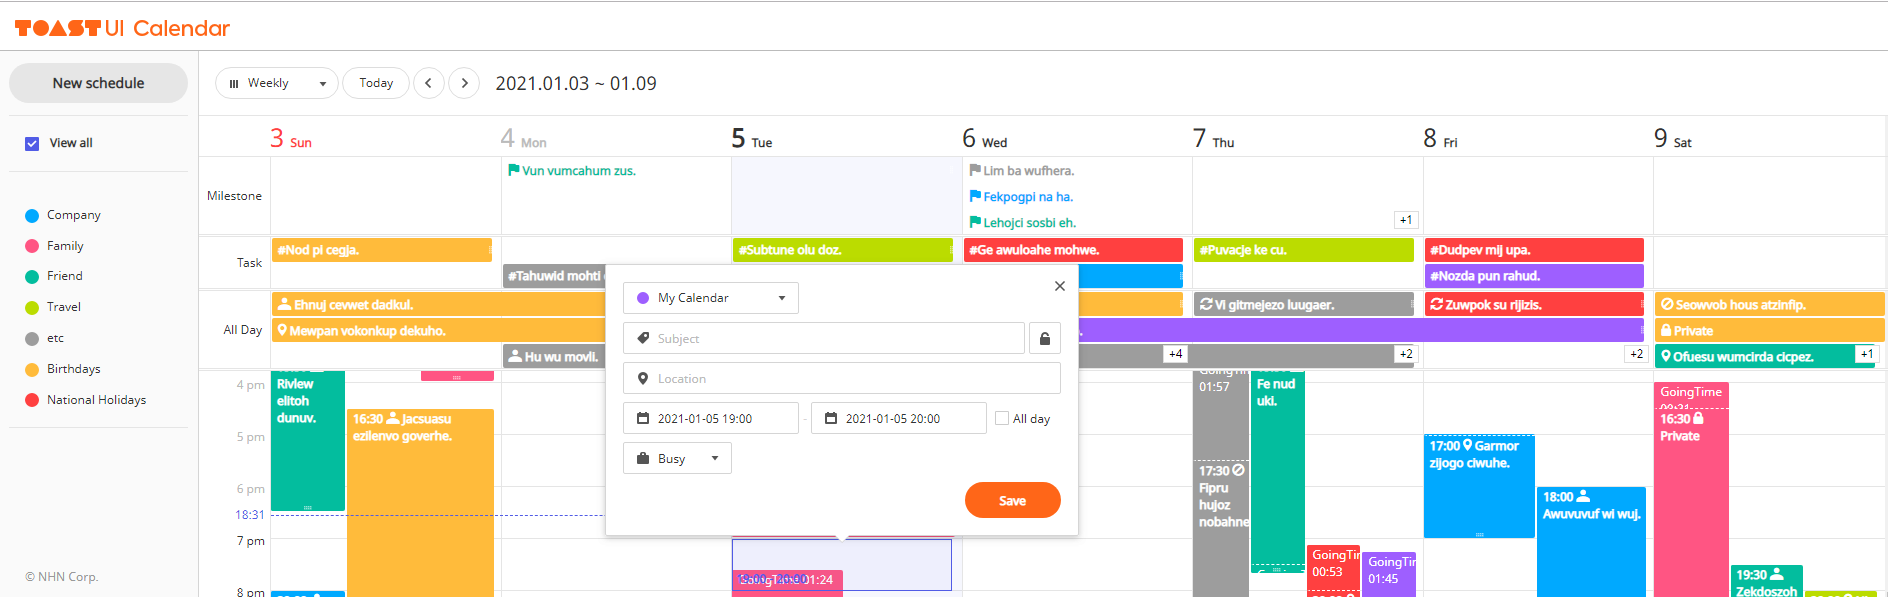 TOAST UI Calendar
New schedule
Weekly
Today
2021.01.03 ~ 01.09
View all
Company
Family
Friend
Travel
etc
Birthdays
National Holidays
© NHN Corp.
3 Sun
4 Mon
5 Tue
6 Wed
7 Thu
8 Fri
9 Sat
Milestone
Vun vumcahum zus.
Lim ba wufhera.
Fekpogpi na ha.
Lehojci sosbi eh.
+1
Task
#Nod pi cegja.
#Tahuwid mohti
#Subtune olu doz.
#Ge awuloahe mohwe.
#Puvacje ke cu.
#Dudpev mij upa.
#Nozda pun rahud.
All Day
Ehnuj cevwet dadkul.
Mewpan vokonkup dekuho.
Hu wu movli.
Vi gitmejezo luugaer.
Zuwpok su rijizis.
Seowvob hous atzinfip.
Private
Ofuesu wumcirda cicpez.
+4
+2
+2
+1
4 pm
5 pm
6 pm
18:31
7 pm
8 pm
Rivlew
elitoh
dunuv.
16:30 Jacsuasu
ezilenvo goverhe.
My Calendar
Subject
Location
2021-01-05 19:00
-
2021-01-05 20:00
All day
Busy
Save
GoingTime 01:24
GoingTime
01:57
17:30
Fipru
hujoz
nobahne
Fe nud
uki.
GoingTim
00:53
GoingTir
01:45
17:00 Garmor
zijogo ciwuhe.
18:00
Awuvuvuf wi wuj.
GoingTime
16:30
Private
19:30
Zekdoszoh